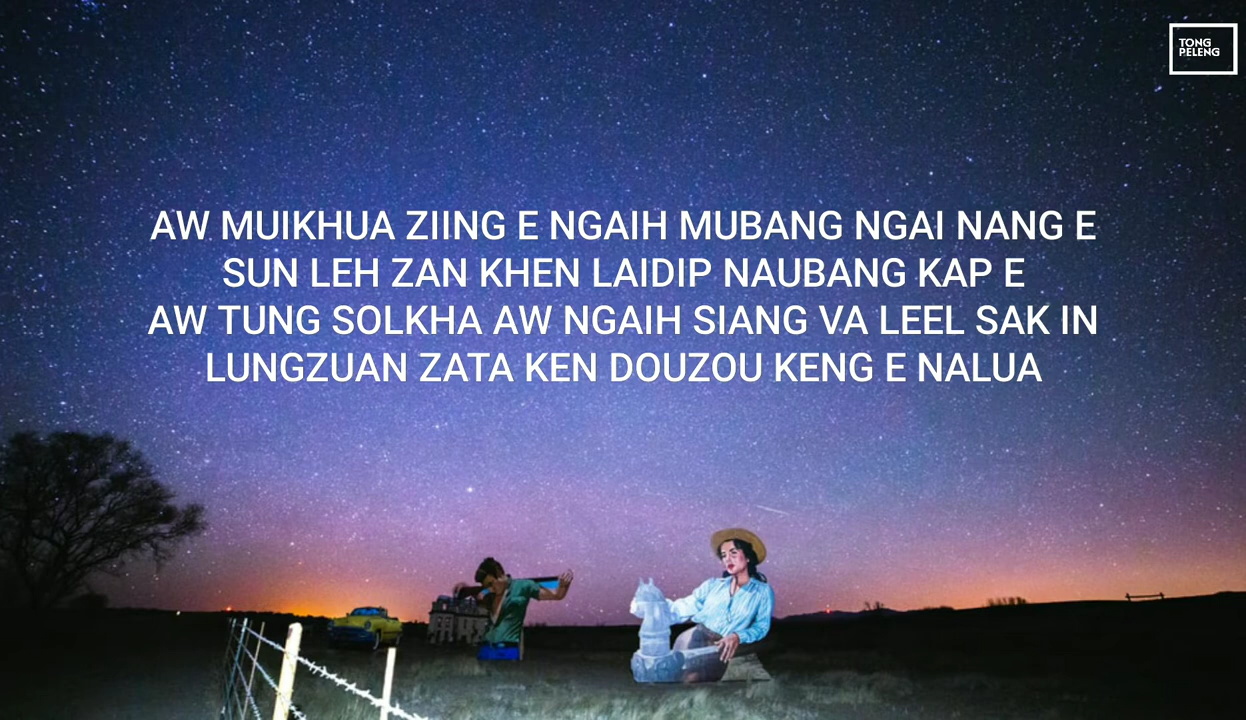 TONG
PELENG
AW MUIKHUA ZIING E NGAIH MUBANG NGAI NANG E
SUN LEH ZAN KHEN LAIDIP NAUBANG KAP E
AW TUNG SOLKHA AW NGAIH SIANG VA LEEL SAK IN
LUNGZUAN ZATA KEN DOUZOU KENG E NALUA